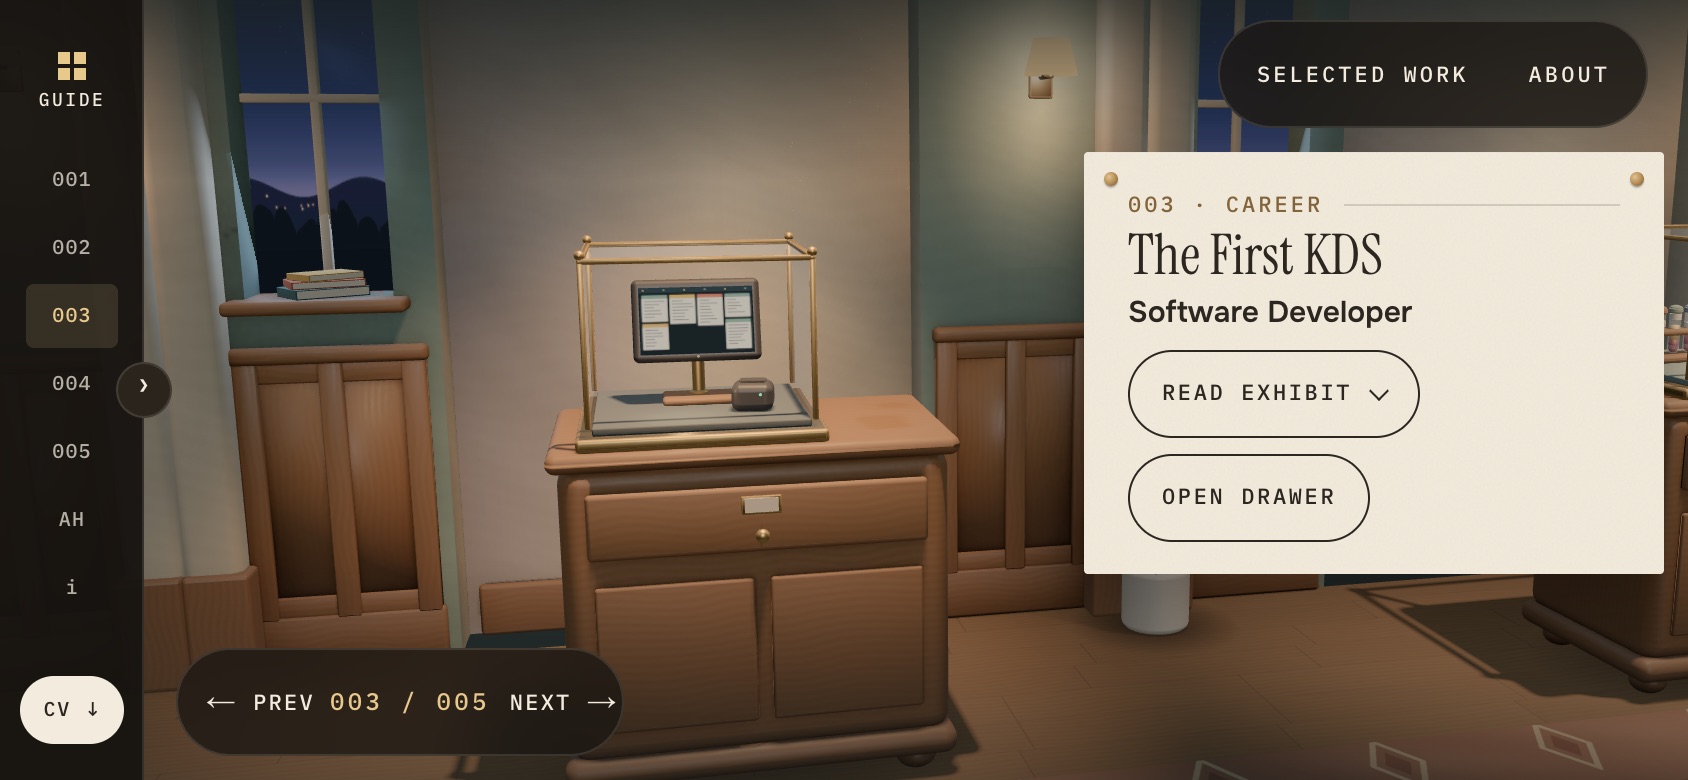 GUIDE
001
002
003
004
005
AH
i
CV ↓
SELECTED WORK ABOUT
003 · CAREER
The First KDS
Software Developer
READ EXHIBIT
OPEN DRAWER
← PREV 003 / 005 NEXT →